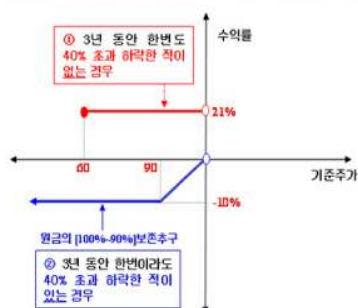 ① 3년 동안 한번도
40% 초과 하락한 적이
없는 경우
수익률
21%
60
90
기준주가
-10%
원금의 [100%-90%]보존추구
② 3년 동안 한번이라도
40% 초과 하락한 적이
있는 경우